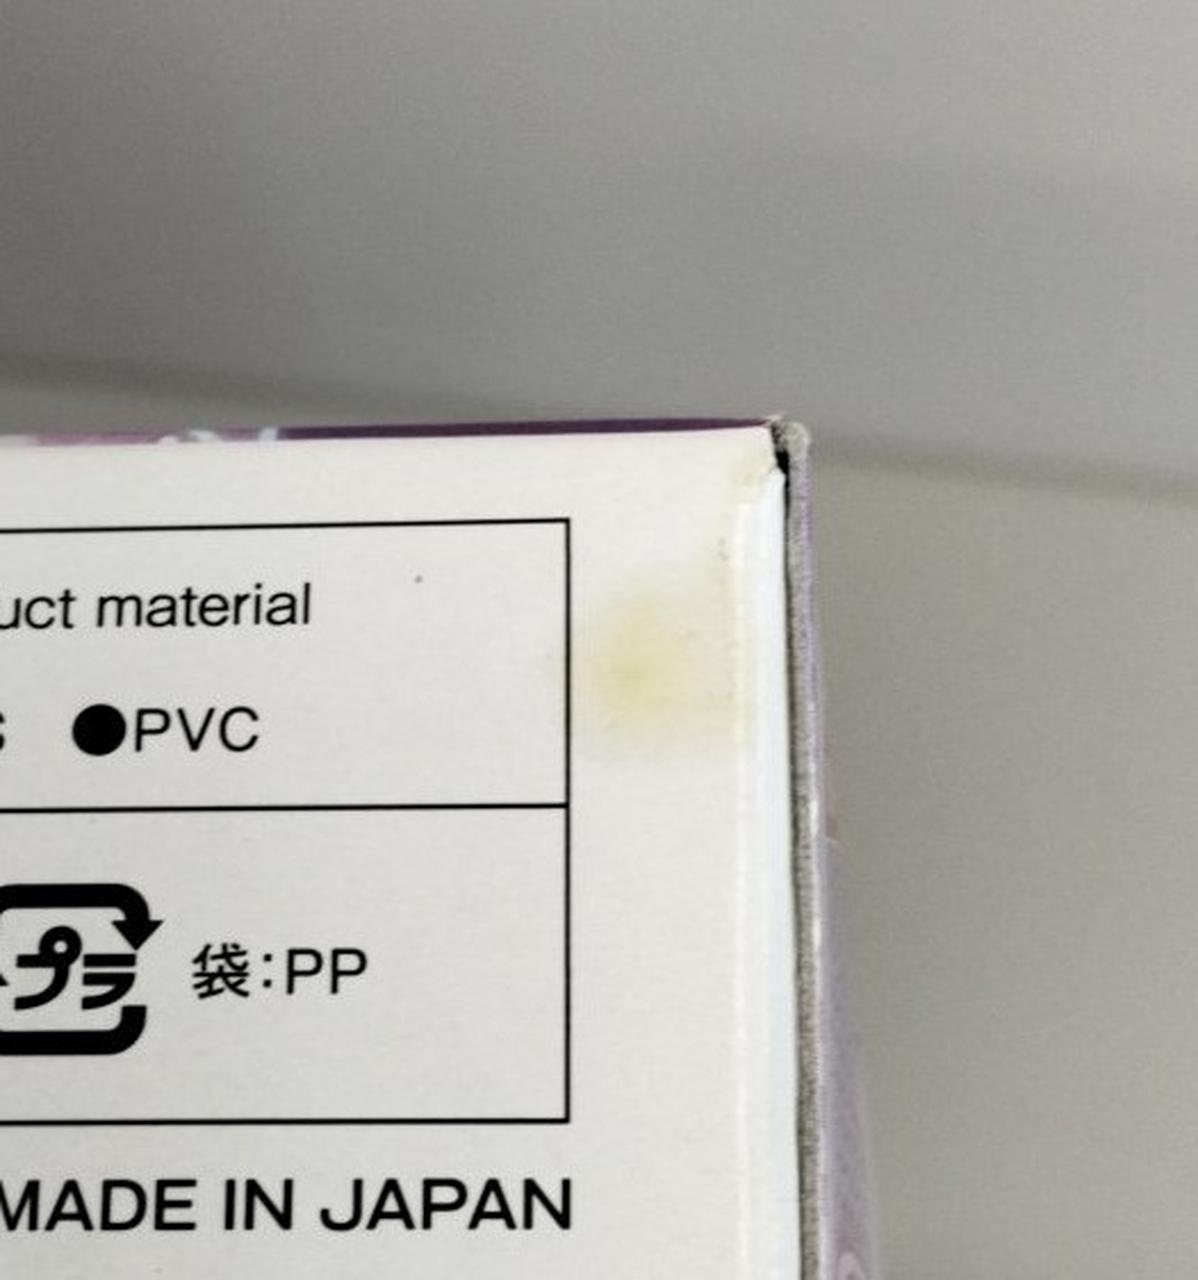 uct material
●PVC
プラ 袋:PP
MADE IN JAPAN